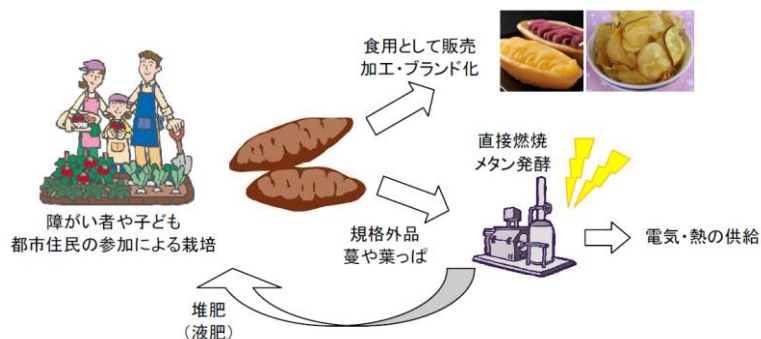 食用として販売
加工・ブランド化
直接燃焼
メタン発酵
障がい者や子ども
都市住民の参加による栽培
規格外品
蔓や葉っぱ
電気・熱の供給
堆肥
（液肥）